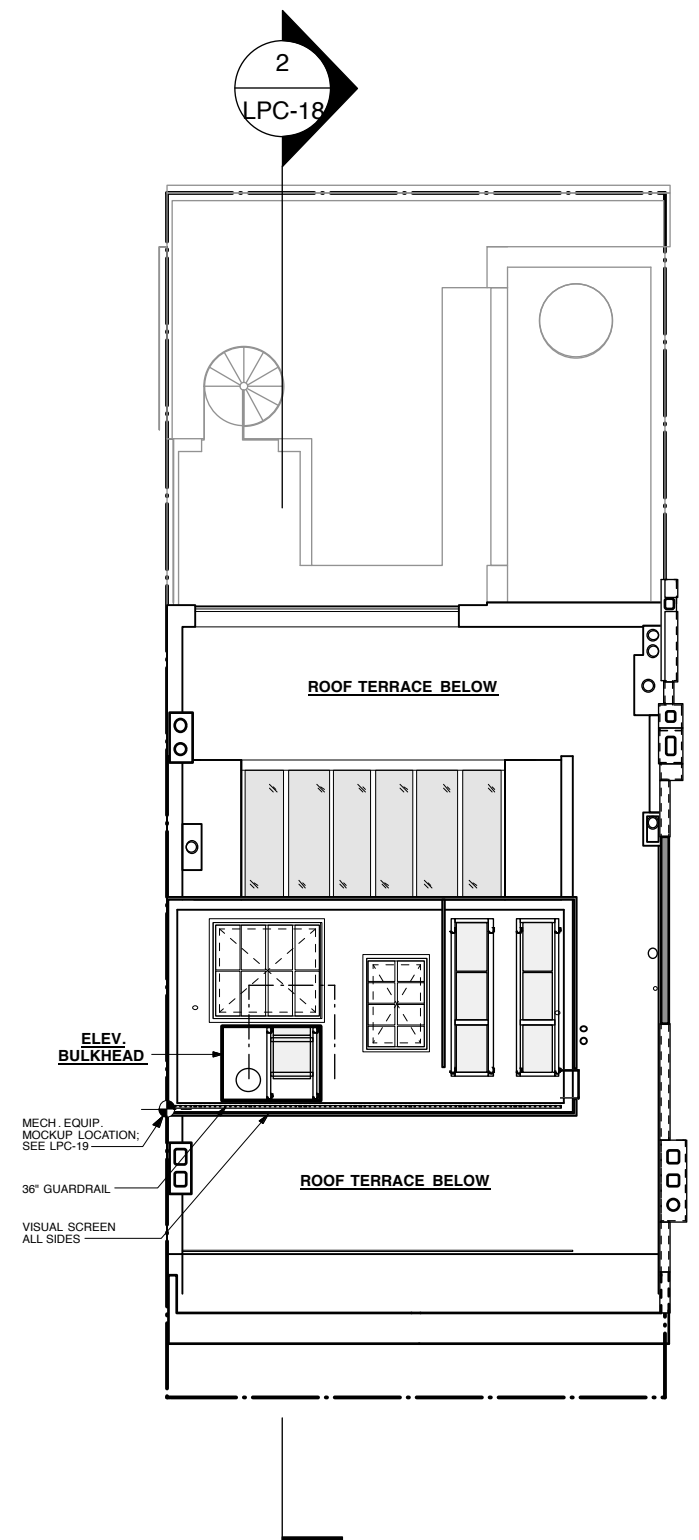 2
LPC-18
ROOF TERRACE BELOW
ELEV.
BULKHEAD
MECH. EQUIP.
MOCKUP LOCATION;
SEE LPC-19
36" GUARDRAIL
ROOF TERRACE BELOW
VISUAL SCREEN
ALL SIDES